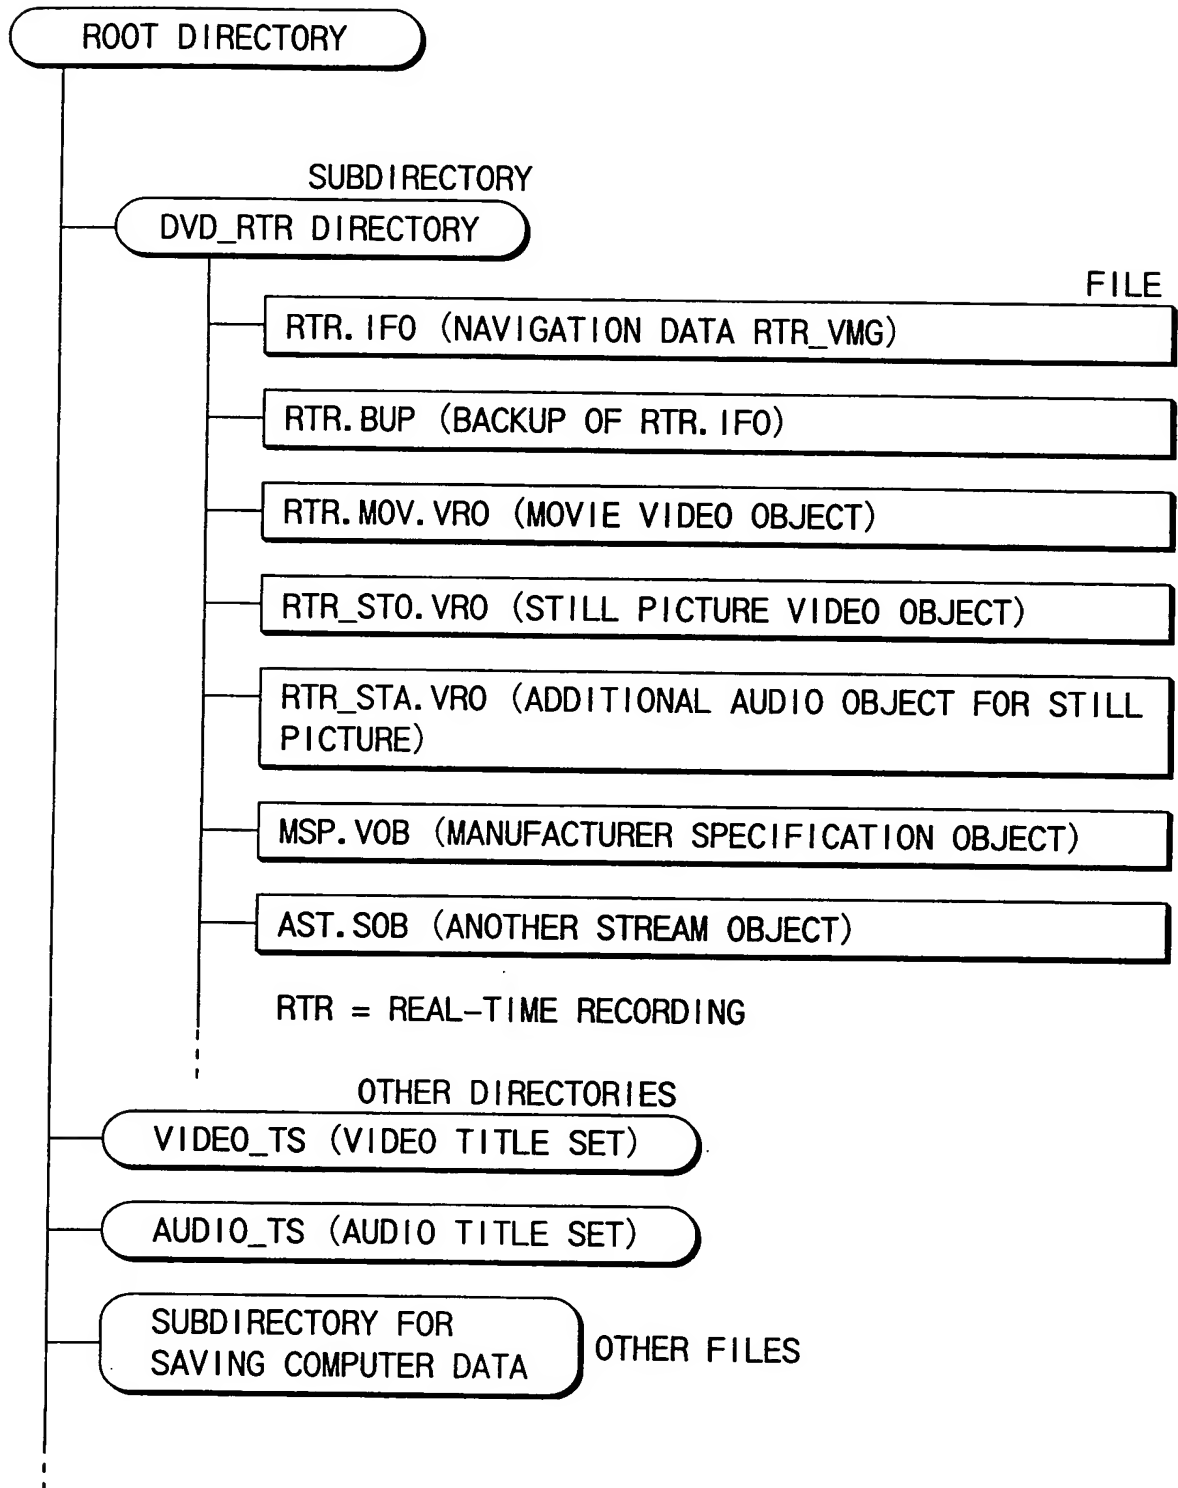 ROOT DIRECTORY
SUBDIRECTORY
DVD_RTR DIRECTORY
FILE
RTR.IFO (NAVIGATION DATA RTR_VMG)
RTR.BUP (BACKUP OF RTR.IFO)
RTR.MOV.VRO (MOVIE VIDEO OBJECT)
RTR_STO.VRO (STILL PICTURE VIDEO OBJECT)
RTR_STA.VRO (ADDITIONAL AUDIO OBJECT FOR STILL
PICTURE)
MSP.VOB (MANUFACTURER SPECIFICATION OBJECT)
AST.SOB (ANOTHER STREAM OBJECT)
RTR = REAL-TIME RECORDING
OTHER DIRECTORIES
VIDEO_TS (VIDEO TITLE SET)
AUDIO_TS (AUDIO TITLE SET)
SUBDIRECTORY FOR
SAVING COMPUTER DATA
OTHER FILES